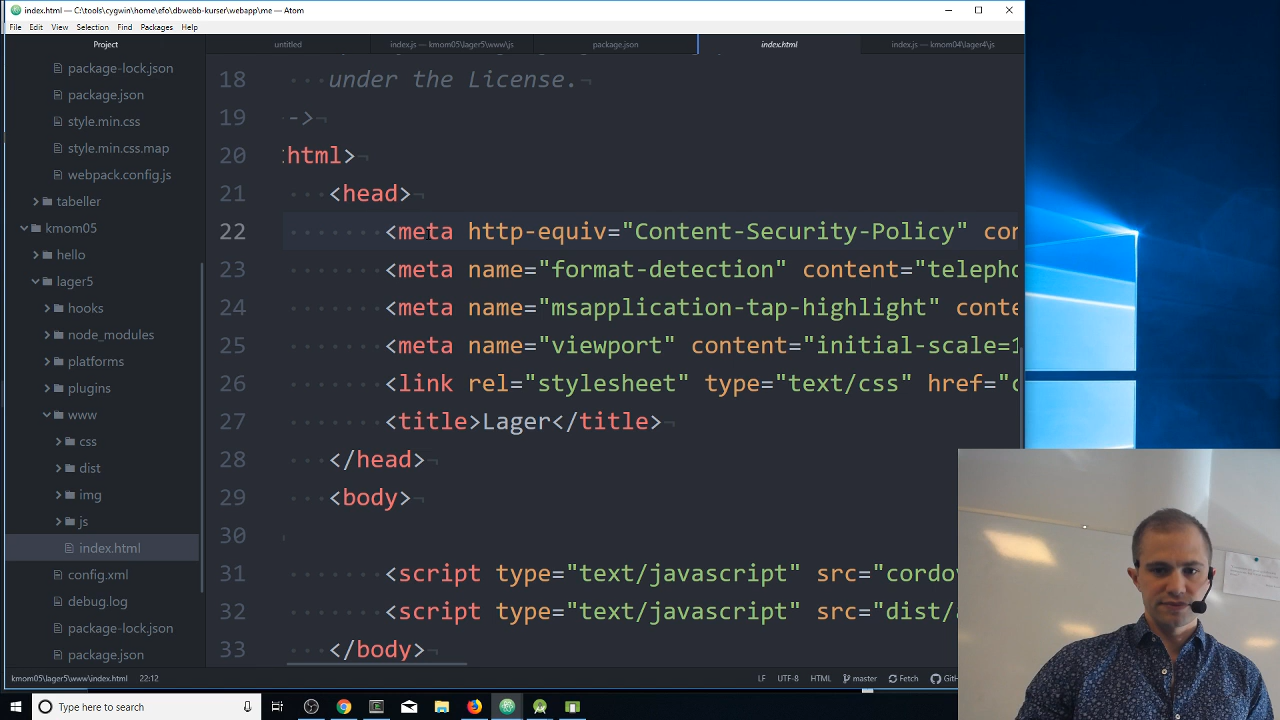 index.html — C:\tools\cygwin\home\efo\dbwebb-kurser\webapp\me — Atom
File Edit View Selection Find Packages Help
Project
untitled
index.js — kmom05\lager5\www\js
package.json
index.html
index.js — kmom04\lager4\js
package-lock.json
package.json
style.min.css
style.min.css.map
webpack.config.js
tabeller
kmom05
hello
lager5
hooks
node_modules
platforms
plugins
www
css
dist
img
js
index.html
config.xml
debug.log
package-lock.json
package.json
18 under the License.
19 ->
20 html>
21 <head>
22 <meta http-equiv="Content-Security-Policy" con
23 <meta name="format-detection" content="telepho
24 <meta name="msapplication-tap-highlight" conte
25 <meta name="viewport" content="initial-scale=1
26 <link rel="stylesheet" type="text/css" href="c
27 <title>Lager</title>
28 </head>
29 <body>
30
31 <script type="text/javascript" src="cordov
32 <script type="text/javascript" src="dist/a
33 </body>
kmom05\lager5\www\index.html 22:12
LF UTF-8 HTML master Fetch GitH
Type here to search